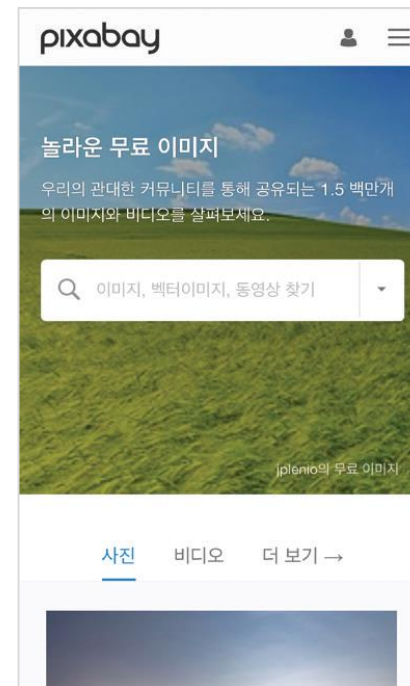 pixabay
놀라운 무료 이미지
우리의 관대한 커뮤니티를 통해 공유되는 1.5 백만개
의 이미지와 비디오를 살펴보세요.
이미지, 벡터이미지, 동영상 찾기
jplenio의 무료 이미지
사진 비디오 더 보기 →